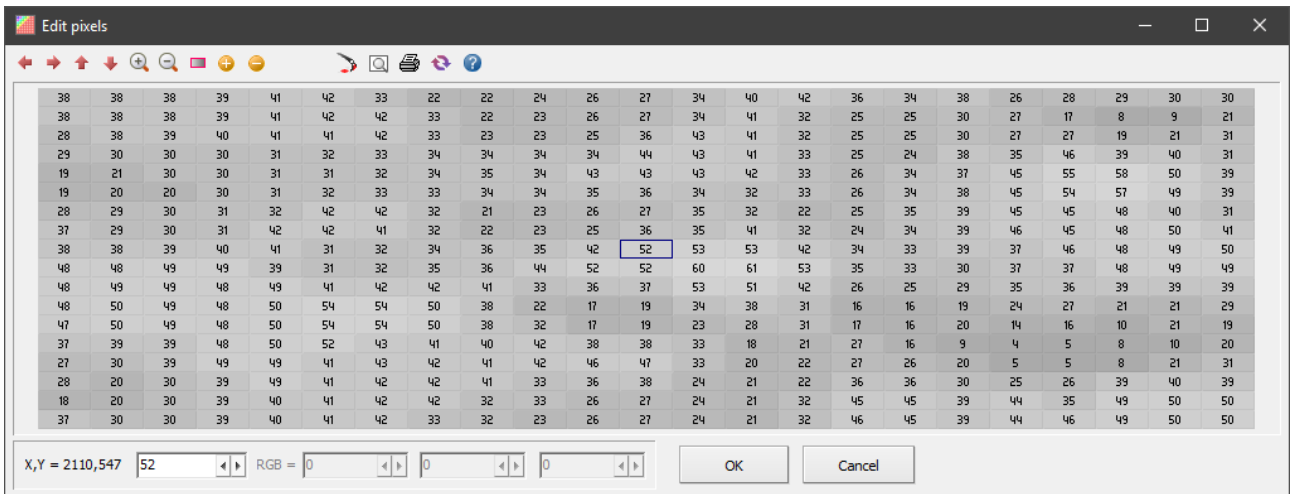 Edit pixels
38 38 38 39 41 42 33 22 22 24 26 27 34 40 42 36 34 38 26 28 29 30 30
38 38 38 39 41 42 42 33 22 23 26 27 34 41 32 25 25 30 27 17 8 9 21
28 38 39 40 41 41 42 33 23 23 25 36 43 41 32 25 25 30 27 27 19 21 31
29 30 30 30 31 32 33 34 34 34 34 44 43 41 33 25 24 38 35 46 39 40 31
19 21 30 30 31 31 32 34 35 34 43 43 43 42 33 26 34 37 45 55 58 50 39
19 20 20 30 31 32 33 33 34 34 35 36 34 32 33 26 34 38 45 54 57 49 39
28 29 30 31 32 42 42 32 21 23 26 27 35 32 22 25 35 39 45 45 48 40 31
37 29 30 31 42 42 41 32 22 23 25 36 35 41 32 24 34 39 46 45 48 50 41
38 38 39 40 41 31 32 34 36 35 42 52 53 53 42 34 33 39 37 46 48 49 50
48 48 49 49 39 31 32 35 36 44 52 52 60 61 53 35 33 30 37 37 48 49 49
48 49 49 48 49 41 42 42 41 33 36 37 53 51 42 26 25 29 35 36 39 39 39
48 50 49 48 50 54 54 50 38 22 17 19 34 38 31 16 16 19 24 27 21 21 29
47 50 49 48 50 54 54 50 38 32 17 19 23 28 31 17 16 20 14 16 10 21 19
37 39 39 48 50 52 43 41 40 42 38 38 33 18 21 27 16 9 4 5 8 10 20
27 30 39 49 49 41 43 42 41 42 46 47 33 20 22 27 26 20 5 5 8 21 31
28 20 30 39 49 41 42 42 41 33 36 38 24 21 22 36 36 30 25 26 39 40 39
18 20 30 39 40 41 42 42 32 33 26 27 24 21 32 45 45 39 44 35 49 50 50
37 30 30 39 40 41 42 33 32 23 26 27 24 21 32 46 45 39 44 46 49 50 50
X,Y = 2110,547 52 RGB = 0 0 0 OK Cancel